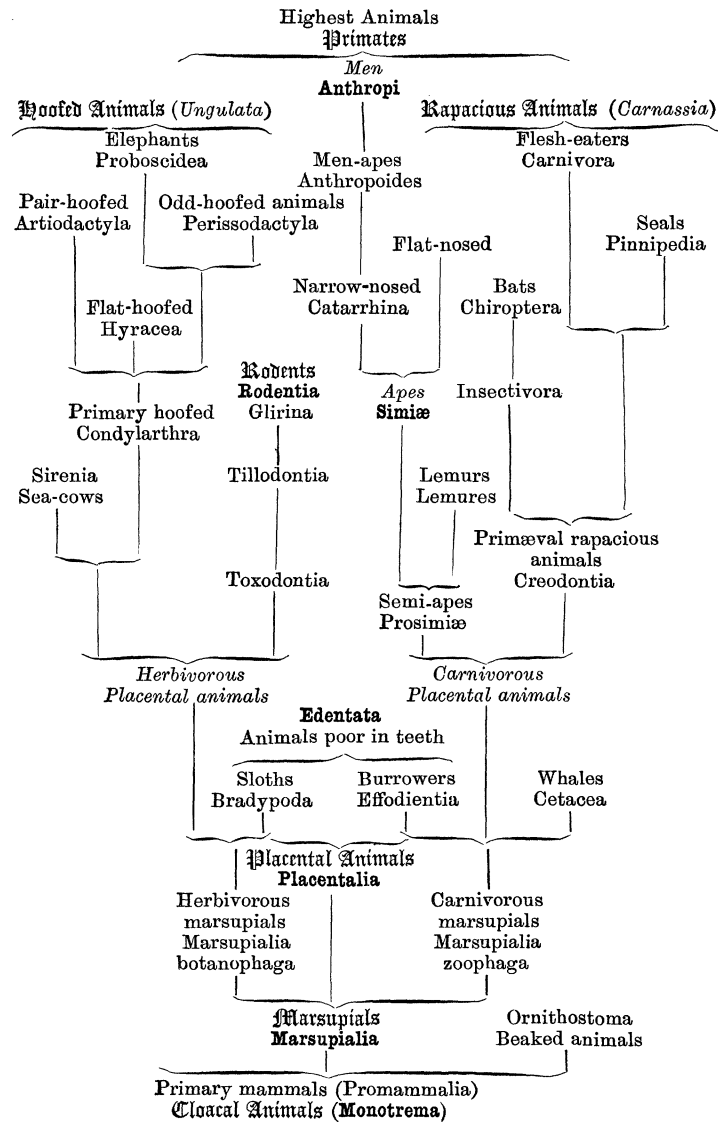 Highest Animals
Primates
Men
Anthropi
Hoofed Animals (Ungulata)
Rapacious Animals (Carnassia)
Elephants
Proboscidea
Flesh-eaters
Carnivora
Men-apes
Anthropoides
Pair-hoofed
Artiodactyla
Odd-hoofed animals
Perissodactyla
Seals
Pinnipedia
Flat-nosed
Narrow-nosed
Catarrhina
Bats
Chiroptera
Flat-hoofed
Hyracea
Rodents
Rodentia
Glirina
Apes
Simiæ
Insectivora
Primary hoofed
Condylarthra
Sirenia
Sea-cows
Tillodontia
Lemurs
Lemures
Primæval rapacious
animals
Creodontia
Toxodontia
Semi-apes
Prosimiæ
Herbivorous
Placental animals
Carnivorous
Placental animals
Edentata
Animals poor in teeth
Sloths
Bradypoda
Burrowers
Effodientia
Whales
Cetacea
Placental Animals
Placentalia
Herbivorous
marsupials
Marsupialia
botanophaga
Carnivorous
marsupials
Marsupialia
zoophaga
Marsupials
Marsupialia
Ornithostoma
Beaked animals
Primary mammals (Promammalia)
Cloacal Animals (Monotrema)